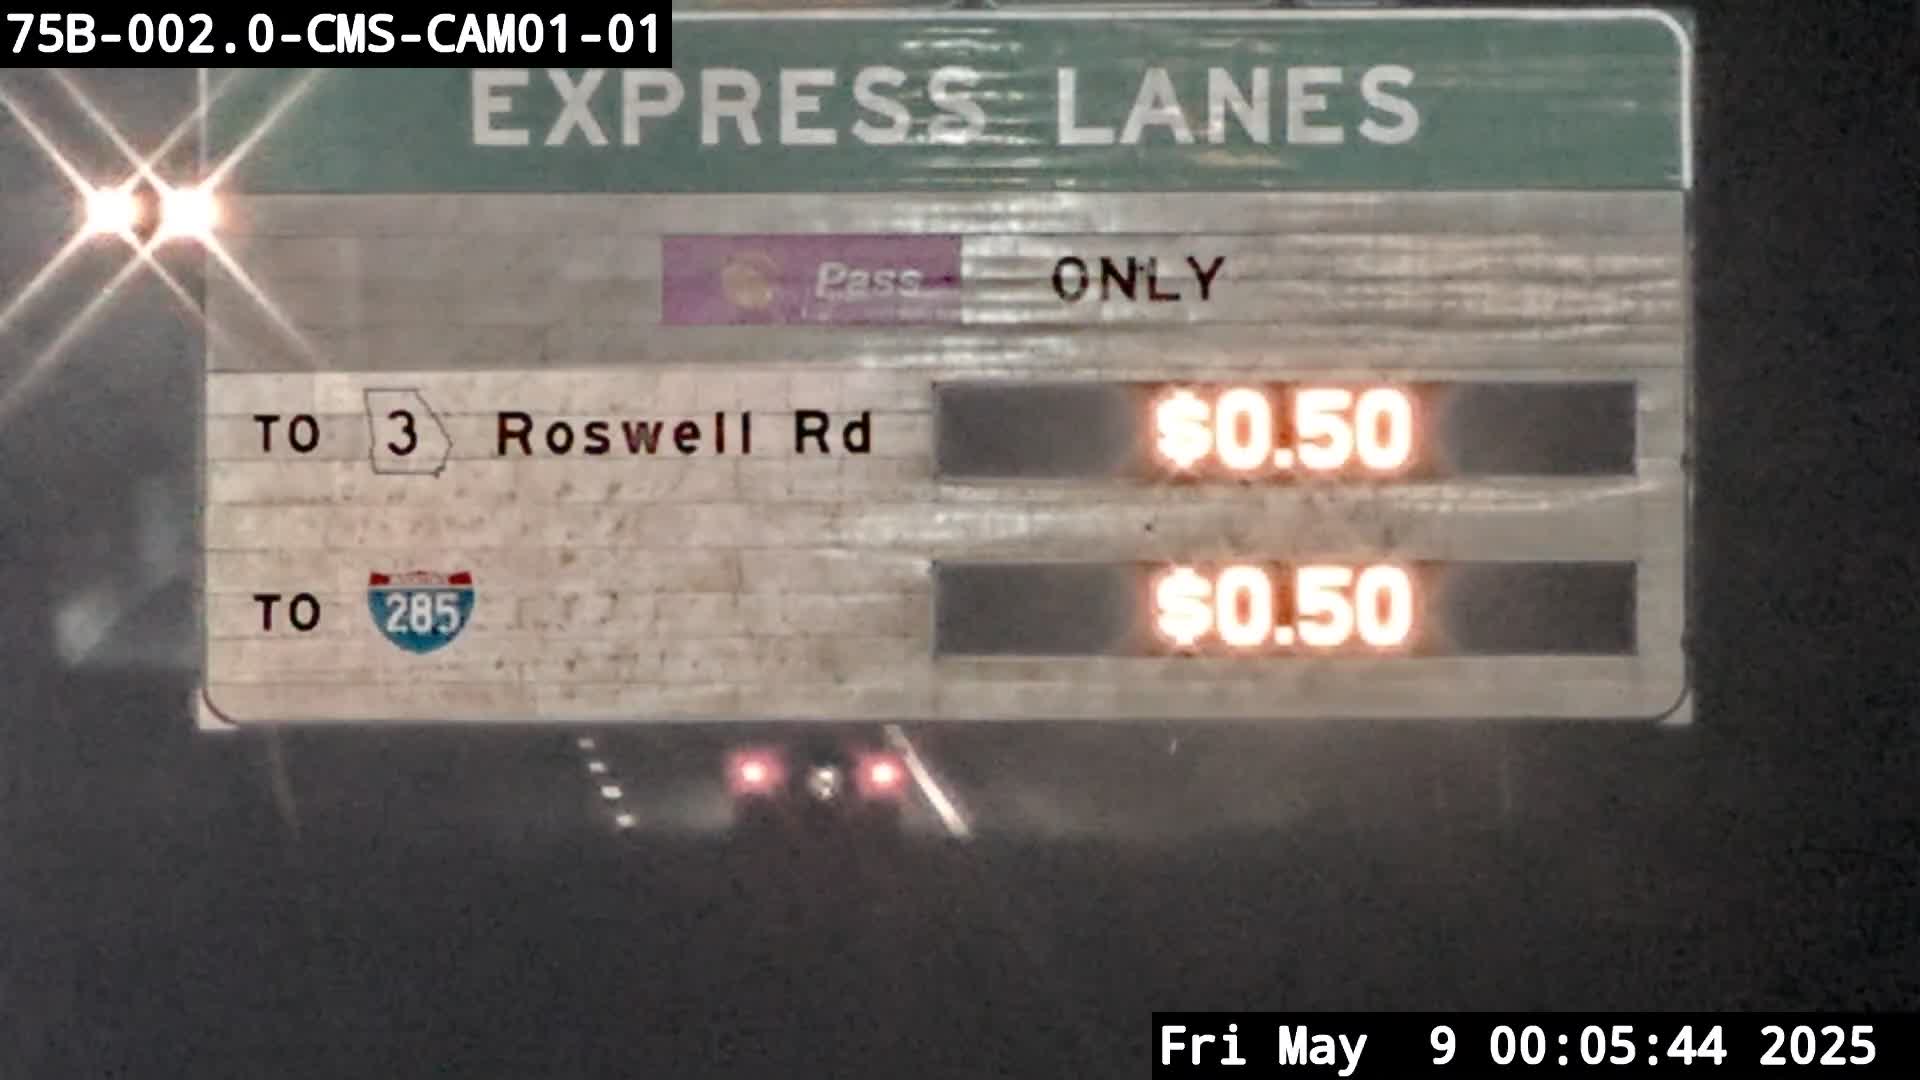 75B-002.0-CMS-CAM01-01
EXPRESS LANES
Pass ONLY
TO 3 Roswell Rd $0.50
TO 285 $0.50
Fri May 9 00:05:44 2025